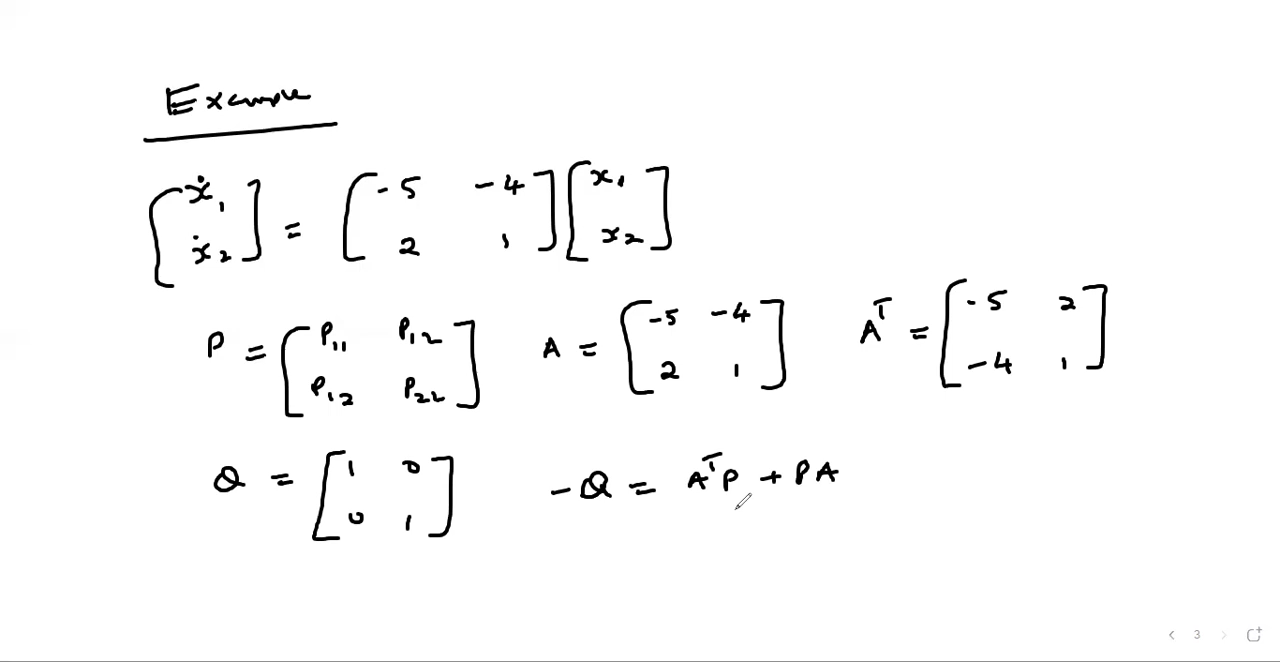 Example
[ẋ₁ ẋ₂] = [-5 -4 2 1] [x₁ x₂]
P = [P₁₁ P₁₂ P₁₂ P₂₂] A = [-5 -4 2 1] Aᵀ = [-5 2 -4 1]
Q = [1 0 0 1] -Q = AᵀP + PA
3